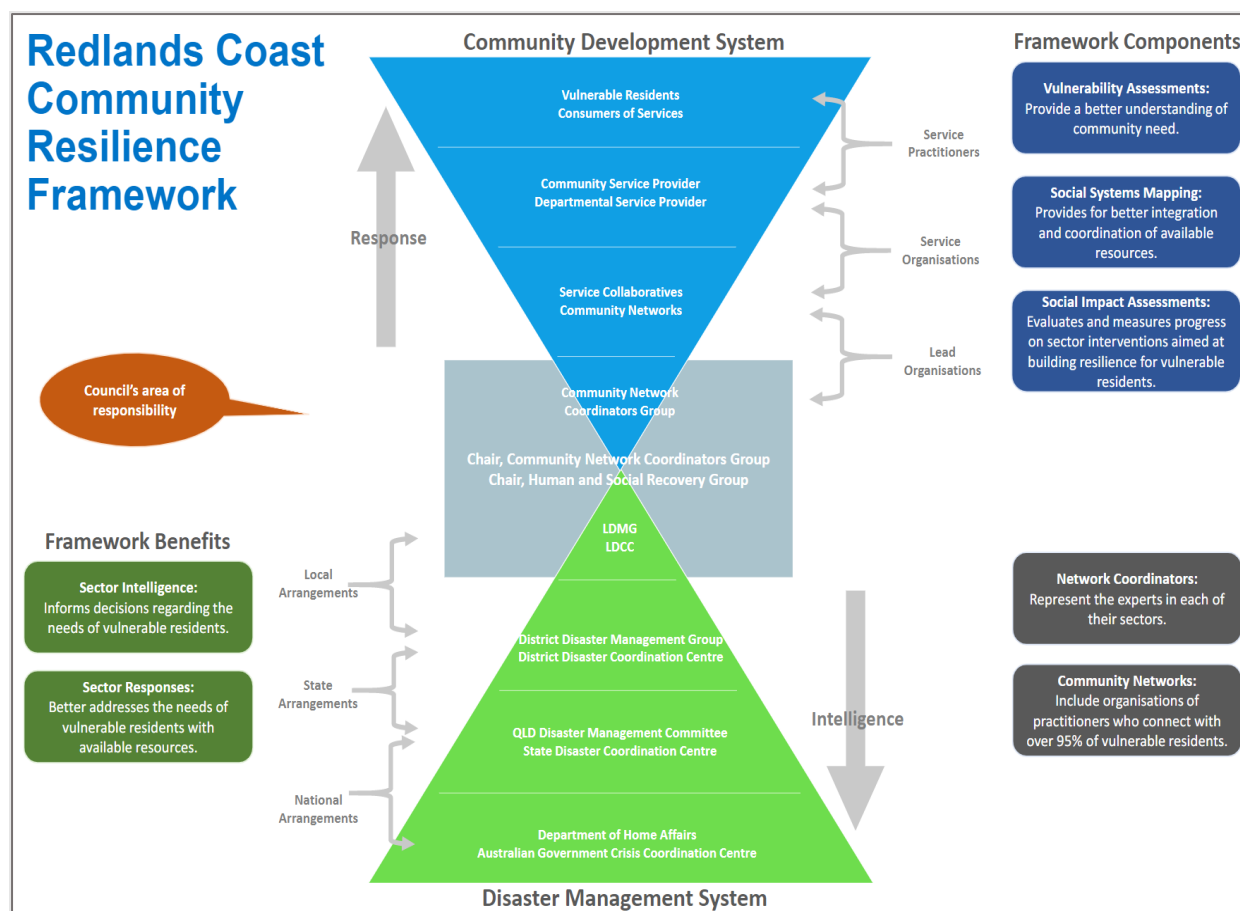 Redlands Coast
Community
Resilience
Framework
Community Development System
Vulnerable Residents
Consumers of Services
Community Service Provider
Departmental Service Provider
Service Collaboratives
Community Networks
Community Network
Coordinators Group
Chair, Community Network Coordinators Group
Chair, Human and Social Recovery Group
LDMG
LDCC
District Disaster Management Group
District Disaster Coordination Centre
QLD Disaster Management Committee
State Disaster Coordination Centre
Department of Home Affairs
Australian Government Crisis Coordination Centre
Disaster Management System
Response
Council's area of
responsibility
Framework Benefits
Sector Intelligence:
Informs decisions regarding the
needs of vulnerable residents.
Sector Responses:
Better addresses the needs of
vulnerable residents with
available resources.
Local
Arrangements
State
Arrangements
National
Arrangements
Service
Practitioners
Service
Organisations
Lead
Organisations
Intelligence
Framework Components
Vulnerability Assessments:
Provide a better understanding of
community need.
Social Systems Mapping:
Provides for better integration
and coordination of available
resources.
Social Impact Assessments:
Evaluates and measures progress
on sector interventions aimed at
building resilience for vulnerable
residents.
Network Coordinators:
Represent the experts in each of
their sectors.
Community Networks:
Include organisations of
practitioners who connect with
over 95% of vulnerable residents.